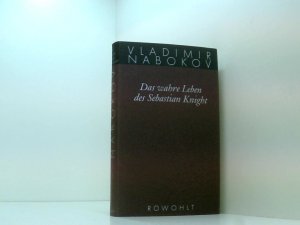 VLADIMIR
NABOKOV
Das wahre Leben
des Sebastian Knight
ROWOHLT